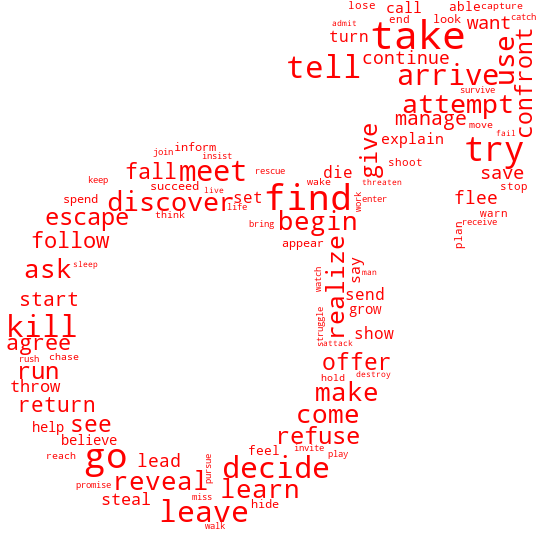 lose call able capture
admit end look want catch
turn take use
tell continue confront
arrive survive
attempt
manage move
join inform give explain try fail
insist
fall meet rescue die shoot save
keep succeed live wake threaten stop
spend discover set find work enter flee
escape think life begin warn
bring receive
follow appear plan
ask sleep realize say man
watch
start send
grow
kill struggle show
agree attack
rush chase offer
run hold destroy
throw make
return come
help see refuse
believe invite
reach go lead feel play
pursue decide
promise reveal learn
steal miss hide
leave
walk